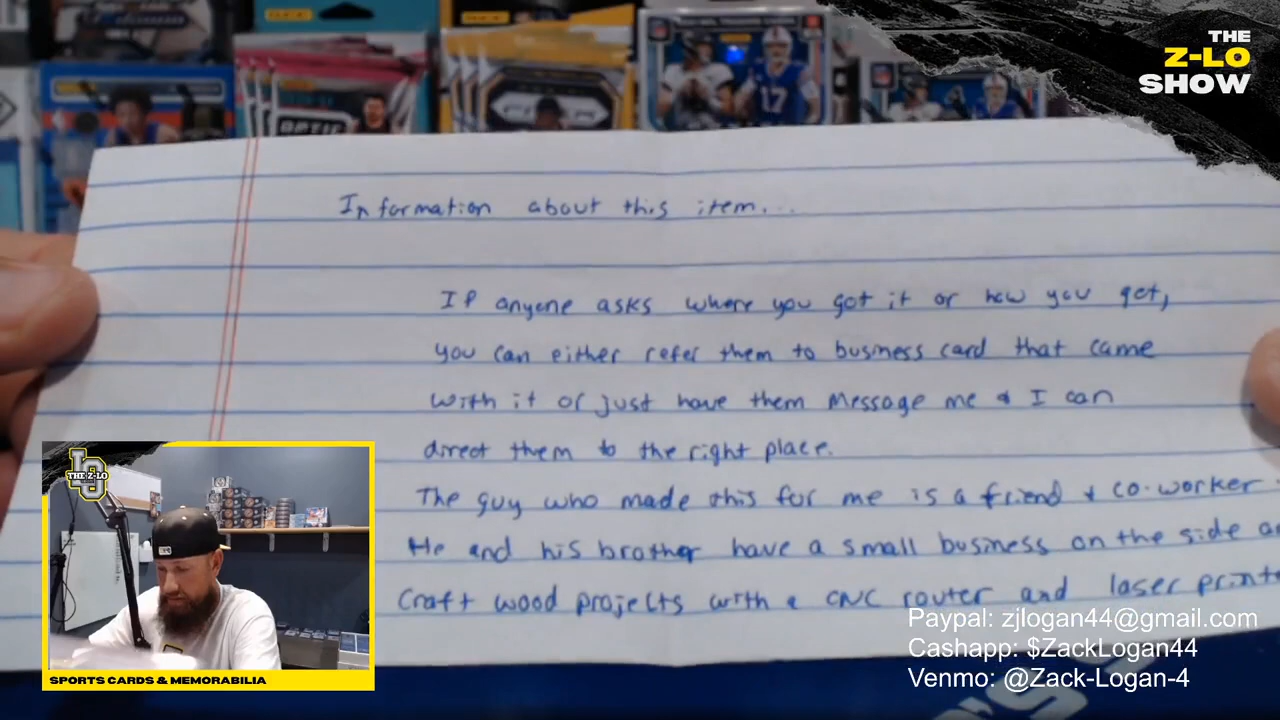 THE
Z-LO
SHOW
OPTIC
17
Information about this item...
If anyone asks where you got it or how you get,
you can either refer them to business card that came
with it or just have them message me & I can
direct them to the right place.
The guy who made this for me is a friend & co-worker
He and his brother have a small business on the side
Craft wood projects with a CNC router and laser
THE Z-LO
SPORTS CARDS & MEMORABILIA
Paypal: zjlogan44@gmail.com
Cashapp: $ZackLogan44
Venmo: @Zack-Logan-4